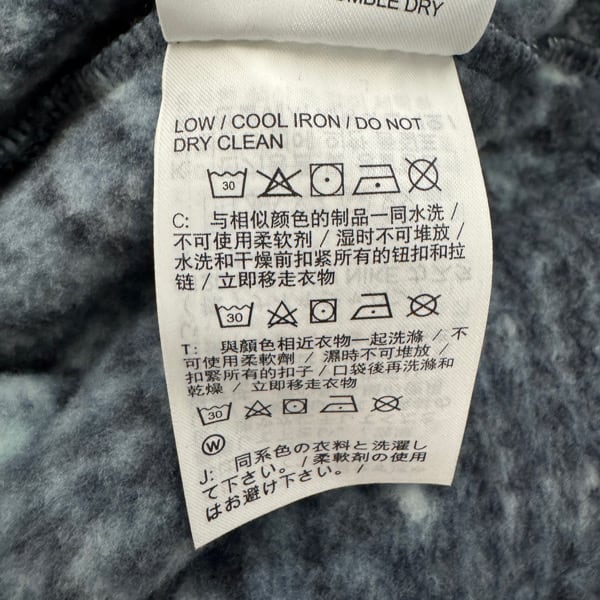 TUMBLE DRY
LOW / COOL IRON / DO NOT
DRY CLEAN
30
C: 与相似颜色的制品一同水洗 /
不可使用柔软剂 / 湿时不可堆放 /
水洗和干燥前扣紧所有的钮扣和拉
链 / 立即移走衣物
30
T: 與顏色相近衣物一起洗滌 / 不
可使用柔軟劑 / 濕時不可堆放 /
扣緊所有的扣子 / 口袋後再洗滌和
乾燥 / 立即移走衣物
30
W
J: 同系色の衣料と洗濯し
て下さい。 / 柔軟剤の使用
はお避け下さい。 /